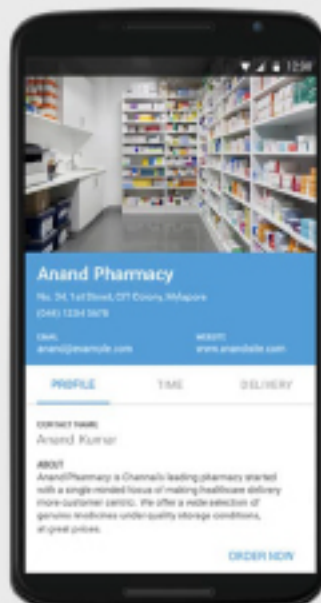 12:30
Anand Pharmacy
No. 34, 1st Street, CIT Colony, Mylapore
(044) 1234 5678
EMAIL
WEBSITE
anand@example.com
www.anandsite.com
PROFILE
TIME
DELIVERY
CONTACT NAME
Anand Kumar
ABOUT
Anand Pharmacy is Chennai's leading pharmacy started
with a single minded focus of making healthcare delivery
more customer centric. We offer a wide selection of
genuine medicines under quality storage conditions,
at great prices.
ORDER NOW